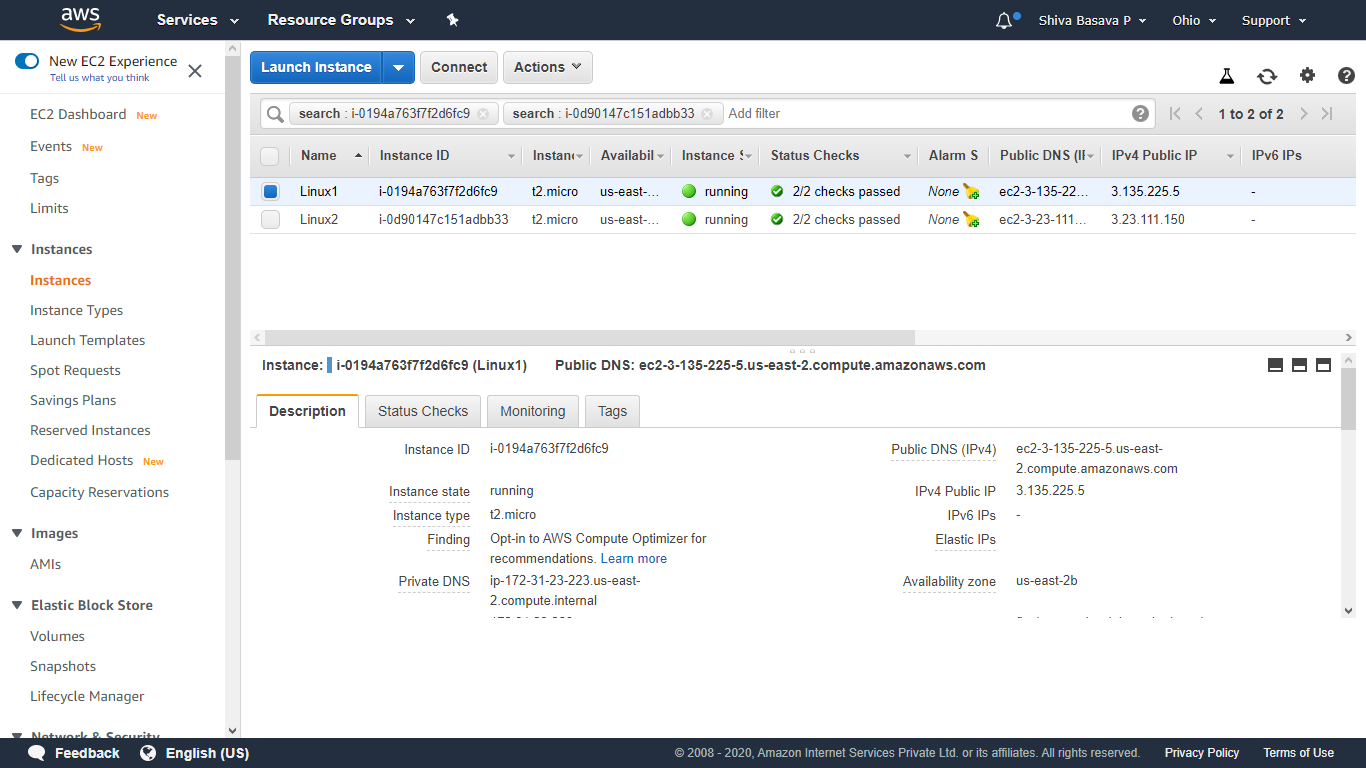 aws Services Resource Groups Shiva Basava P Ohio Support
New EC2 Experience
Tell us what you think
EC2 Dashboard New
Events New
Tags
Limits
Instances
Instances
Instance Types
Launch Templates
Spot Requests
Savings Plans
Reserved Instances
Dedicated Hosts New
Capacity Reservations
Images
AMIs
Elastic Block Store
Volumes
Snapshots
Lifecycle Manager
Network & Security
Launch Instance Connect Actions
search : i-0194a763f7f2d6fc9 search : i-0d90147c151adbb33 Add filter 1 to 2 of 2
Name Instance ID Instanc Availabil Instance S Status Checks Alarm S Public DNS (IP IPv4 Public IP IPv6 IPs
Linux1 i-0194a763f7f2d6fc9 t2.micro us-east-... running 2/2 checks passed None ec2-3-135-22... 3.135.225.5 -
Linux2 i-0d90147c151adbb33 t2.micro us-east-... running 2/2 checks passed None ec2-3-23-111... 3.23.111.150 -
Instance: i-0194a763f7f2d6fc9 (Linux1) Public DNS: ec2-3-135-225-5.us-east-2.compute.amazonaws.com
Description Status Checks Monitoring Tags
Instance ID i-0194a763f7f2d6fc9 Public DNS (IPv4) ec2-3-135-225-5.us-east-
2.compute.amazonaws.com
Instance state running IPv4 Public IP 3.135.225.5
Instance type t2.micro IPv6 IPs -
Finding Opt-in to AWS Compute Optimizer for Elastic IPs
recommendations. Learn more
Private DNS ip-172-31-23-223.us-east- Availability zone us-east-2b
2.compute.internal
Feedback English (US) © 2008 - 2020, Amazon Internet Services Private Ltd. or its affiliates. All rights reserved. Privacy Policy Terms of Use